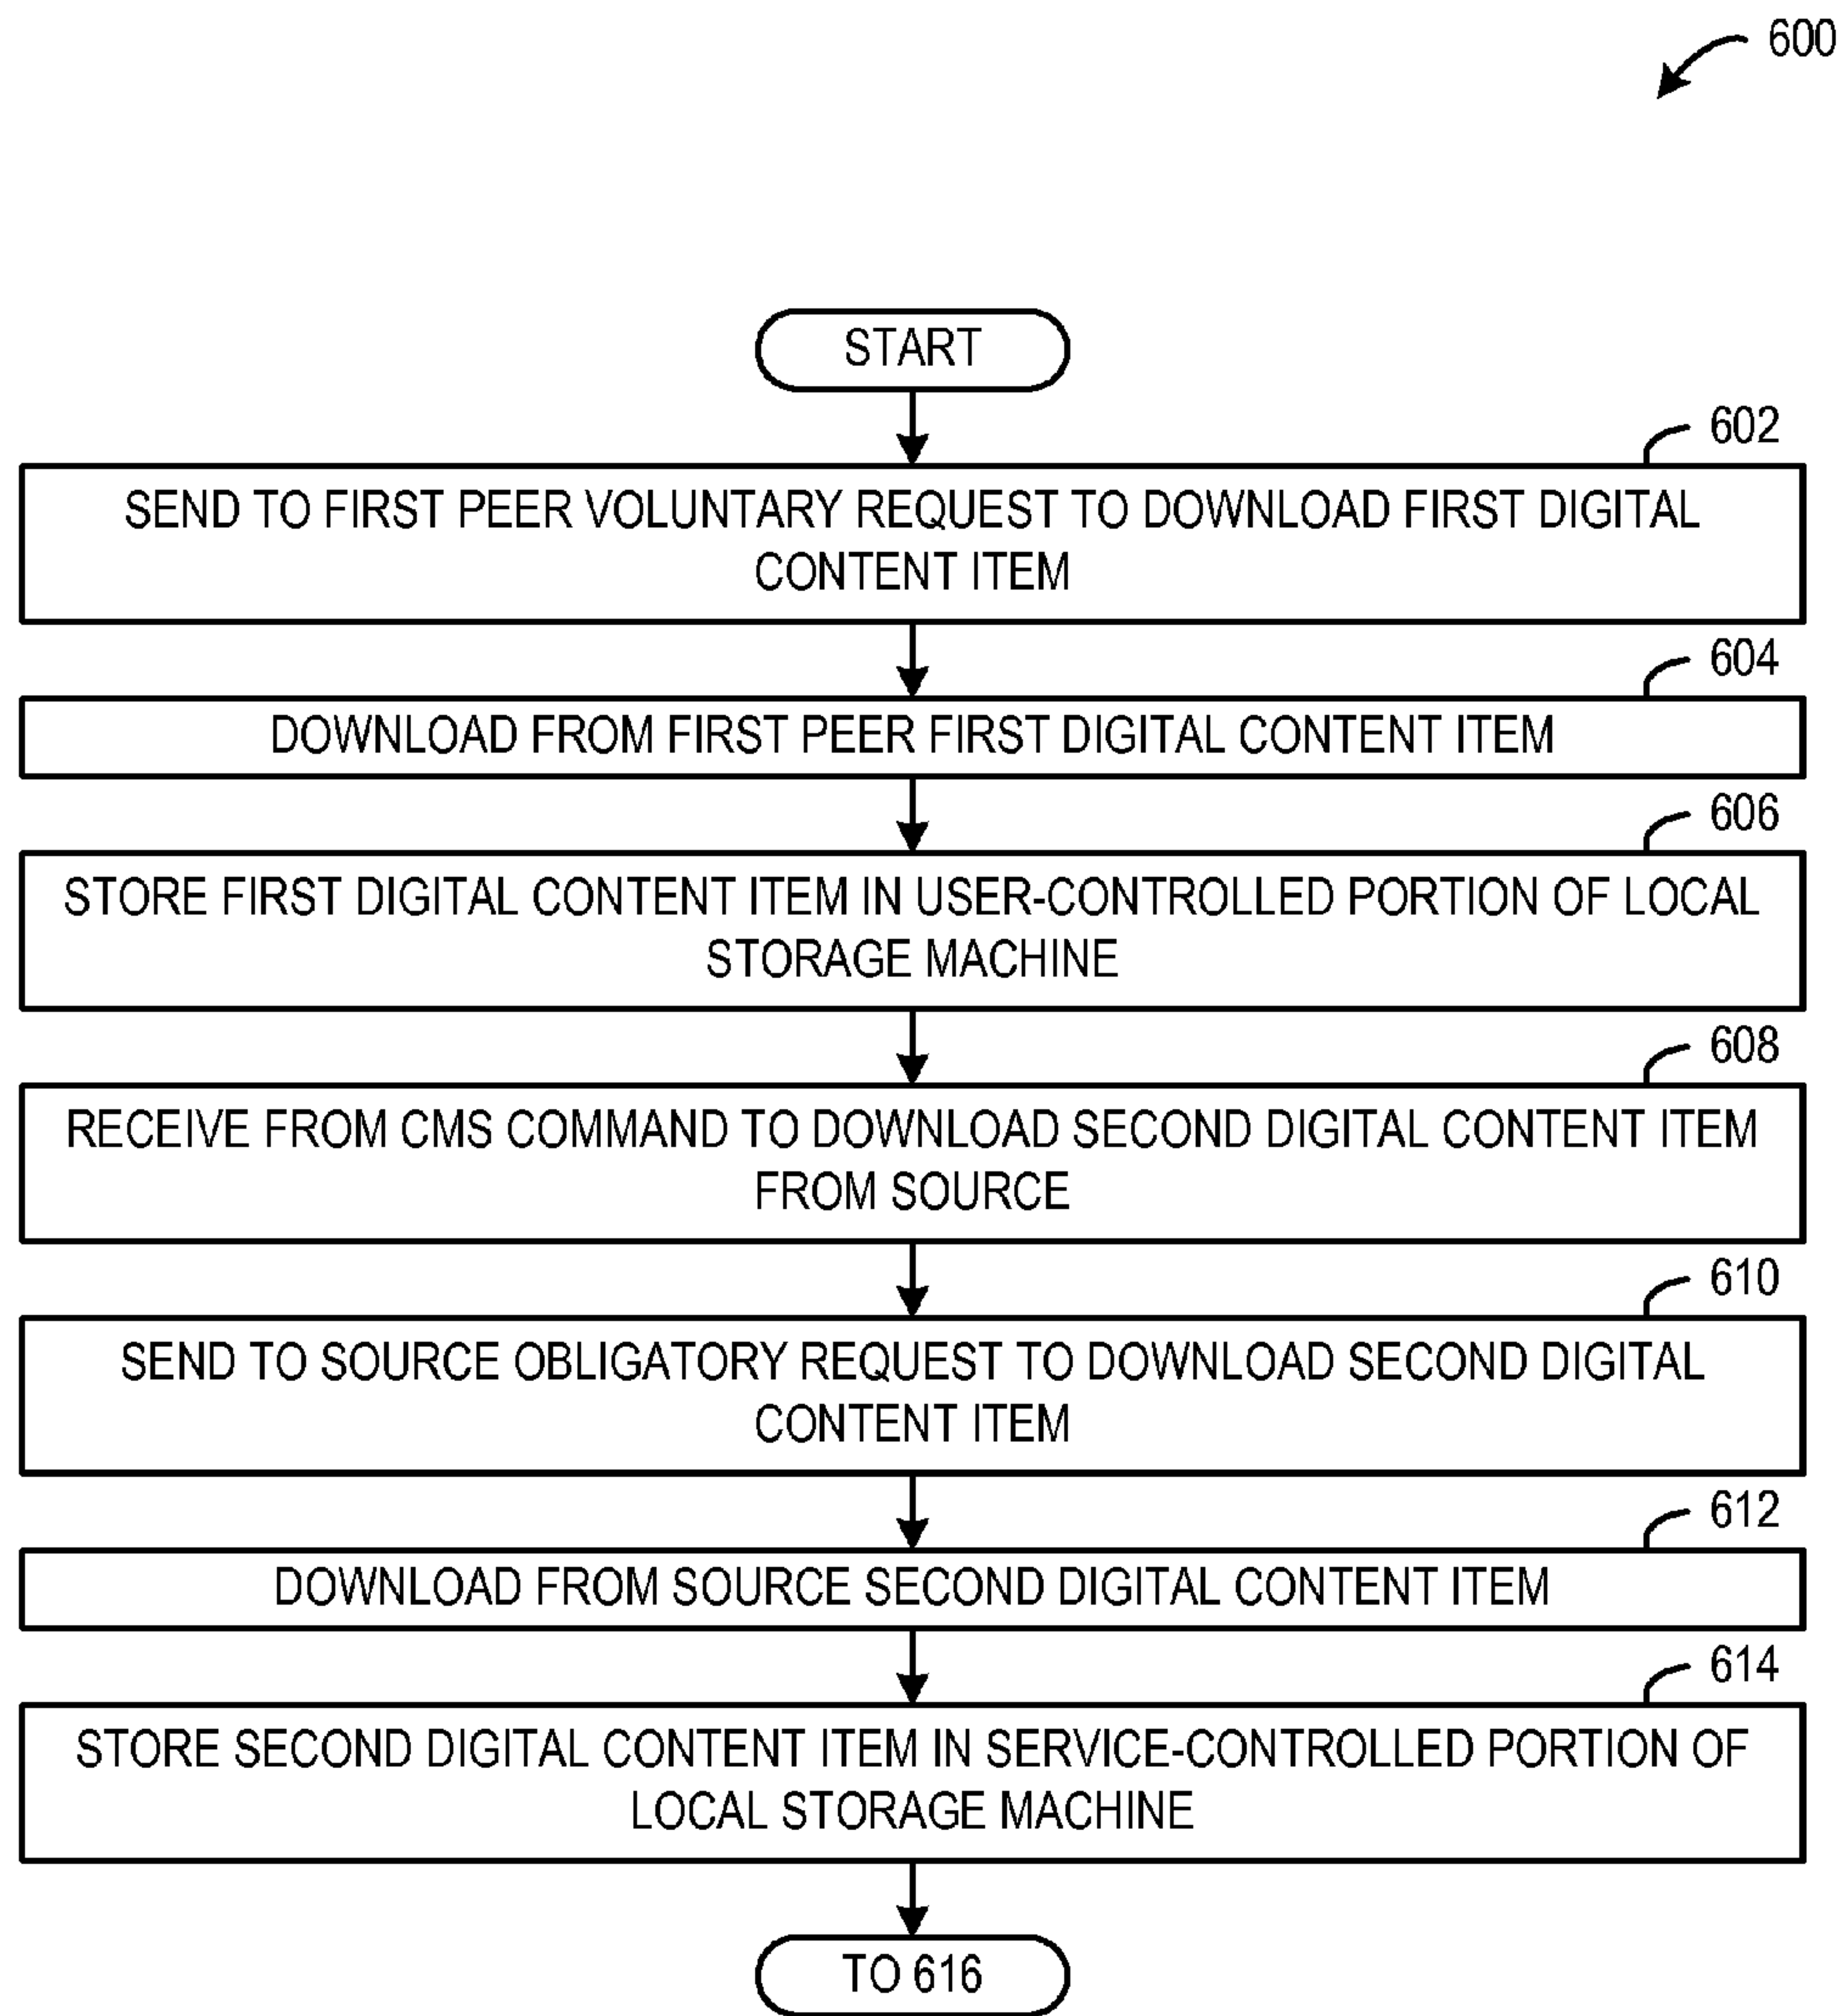 600
START
602
SEND TO FIRST PEER VOLUNTARY REQUEST TO DOWNLOAD FIRST DIGITAL
CONTENT ITEM
604
DOWNLOAD FROM FIRST PEER FIRST DIGITAL CONTENT ITEM
606
STORE FIRST DIGITAL CONTENT ITEM IN USER-CONTROLLED PORTION OF LOCAL
STORAGE MACHINE
608
RECEIVE FROM CMS COMMAND TO DOWNLOAD SECOND DIGITAL CONTENT ITEM
FROM SOURCE
610
SEND TO SOURCE OBLIGATORY REQUEST TO DOWNLOAD SECOND DIGITAL
CONTENT ITEM
612
DOWNLOAD FROM SOURCE SECOND DIGITAL CONTENT ITEM
614
STORE SECOND DIGITAL CONTENT ITEM IN SERVICE-CONTROLLED PORTION OF
LOCAL STORAGE MACHINE
TO 616